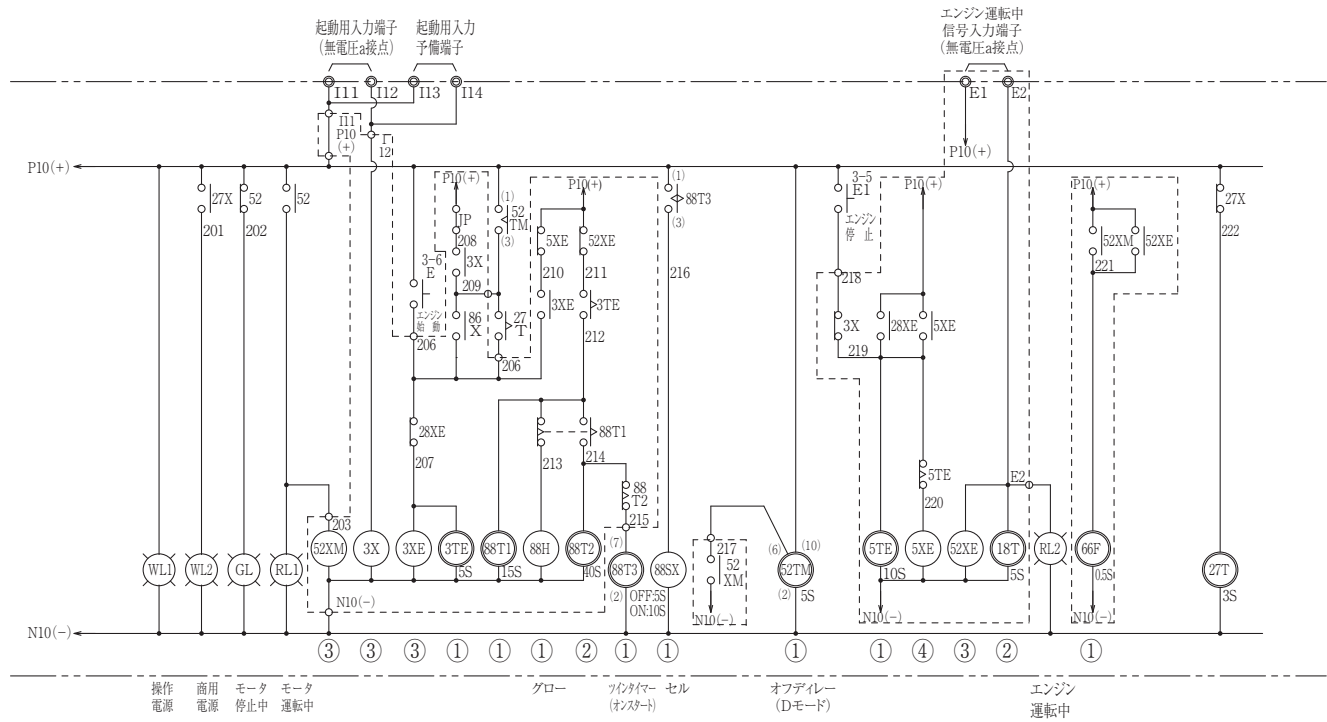 起動用入力端子
(無電圧a接点)
起動用入力
予備端子
エンジン運転中
信号入力端子
(無電圧a接点)
I11
I12
I13
I14
E1
E2
I11
P10
(+)
I
12
P10(+)
P10(+)
27X
201
52
202
52
3-6
E
エンジン
始動
206
P10(+)
JP
208
3X
209
86
X
(1)
52
TM
(3)
27
T
206
P10(+)
5XE
210
52XE
211
3XE
3TE
212
(1)
88T3
(3)
216
3-5
E1
エンジン
停止
218
3X
219
P10(+)
28XE
5XE
P10(+)
52XM
221
52XE
27X
222
28XE
207
213
88T1
214
88
T2
215
5TE
220
E2
203
217
52
XM
N10(-)
WL1
WL2
GL
RL1
52XM
3X
3XE
3TE
5S
88T1
15S
88H
88T2
40S
(7)
88T3
(2)
OFF:5S
ON:10S
88SX
(6)
(10)
52TM
(2)
5S
5TE
10S
5XE
52XE
18T
5S
RL2
66F
0.5S
27T
3S
N10(-)
N10(-)
N10(-)
N10(-)
③
③
③
①
①
①
②
①
①
①
①
④
③
②
①
操作
電源
商用
電源
モータ
停止中
モータ
運転中
グロー
ツインタイマー
(オンスタート)
セル
オフディレー
(Dモード)
エンジン
運転中